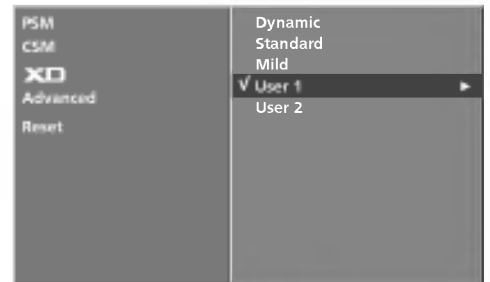 PSM
CSM
XD
Advanced
Reset
Dynamic
Standard
Mild
√ User 1 ►
User 2